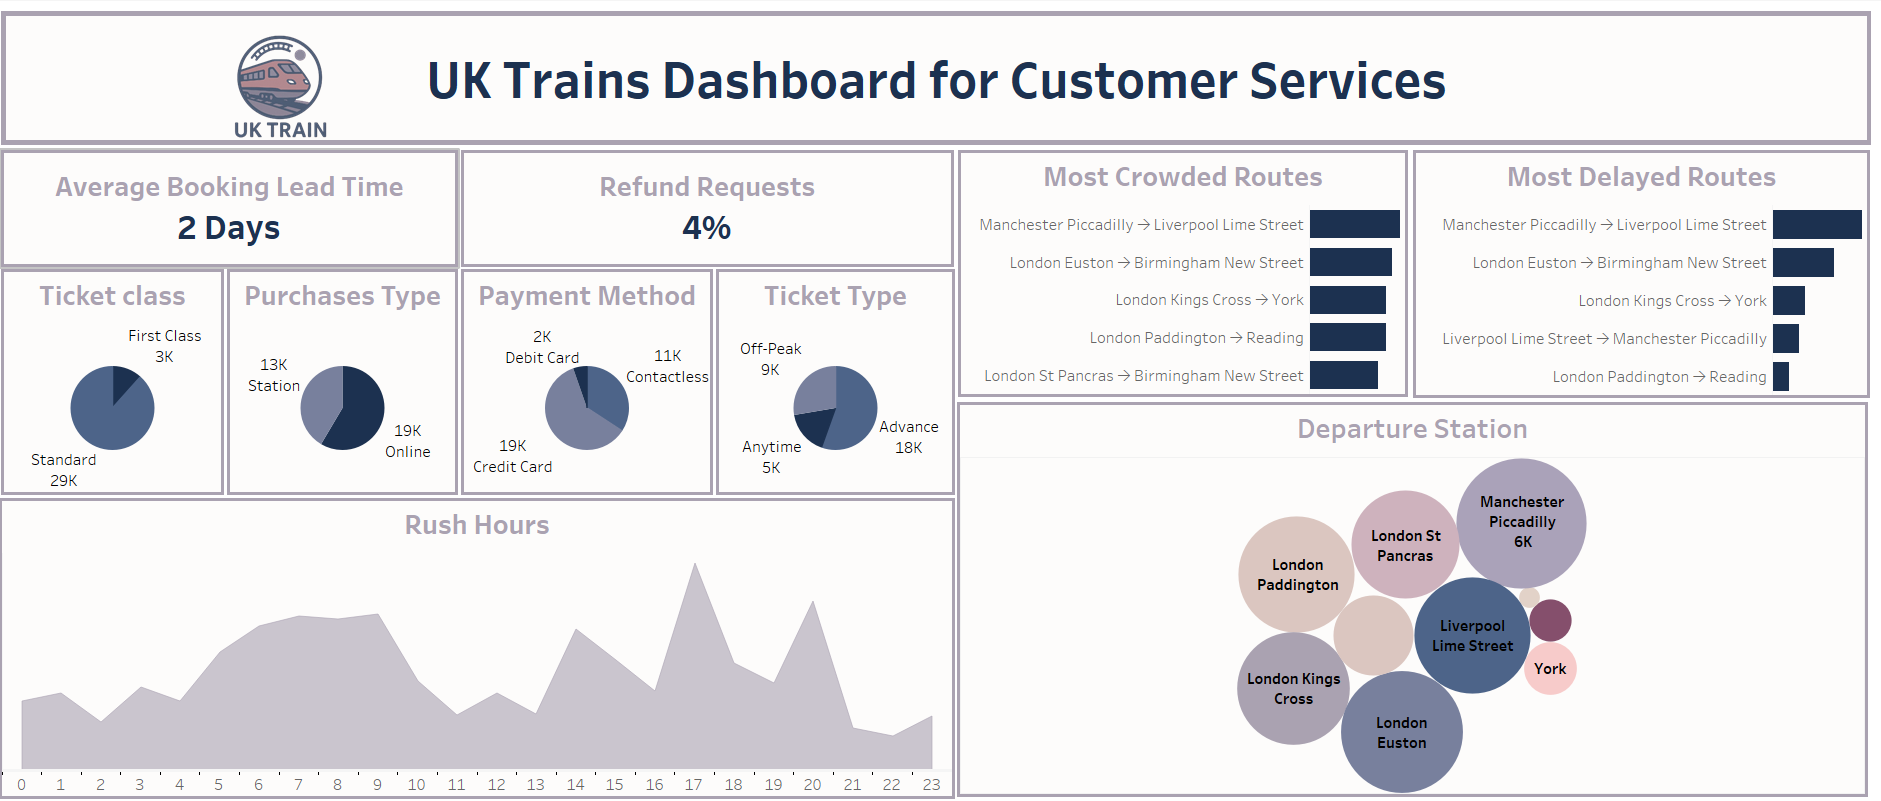 UK TRAIN
UK Trains Dashboard for Customer Services
Average Booking Lead Time
2 Days
Refund Requests
4%
Most Crowded Routes
Manchester Piccadilly → Liverpool Lime Street
London Euston → Birmingham New Street
London Kings Cross → York
London Paddington → Reading
London St Pancras → Birmingham New Street
Most Delayed Routes
Manchester Piccadilly → Liverpool Lime Street
London Euston → Birmingham New Street
London Kings Cross → York
Liverpool Lime Street → Manchester Piccadilly
London Paddington → Reading
Ticket class
First Class
3K
Standard
29K
Purchases Type
13K
Station
19K
Online
Payment Method
2K
Debit Card
11K
Contactless
19K
Credit Card
Ticket Type
Off-Peak
9K
Anytime
5K
Advance
18K
Rush Hours
0 1 2 3 4 5 6 7 8 9 10 11 12 13 14 15 16 17 18 19 20 21 22 23
Departure Station
Manchester
Piccadilly
6K
London St
Pancras
London
Paddington
Liverpool
Lime Street
York
London Kings
Cross
London
Euston